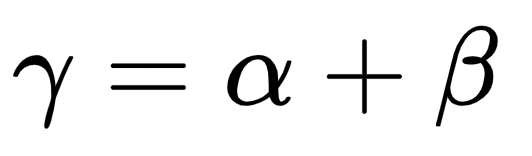 γ = α + β